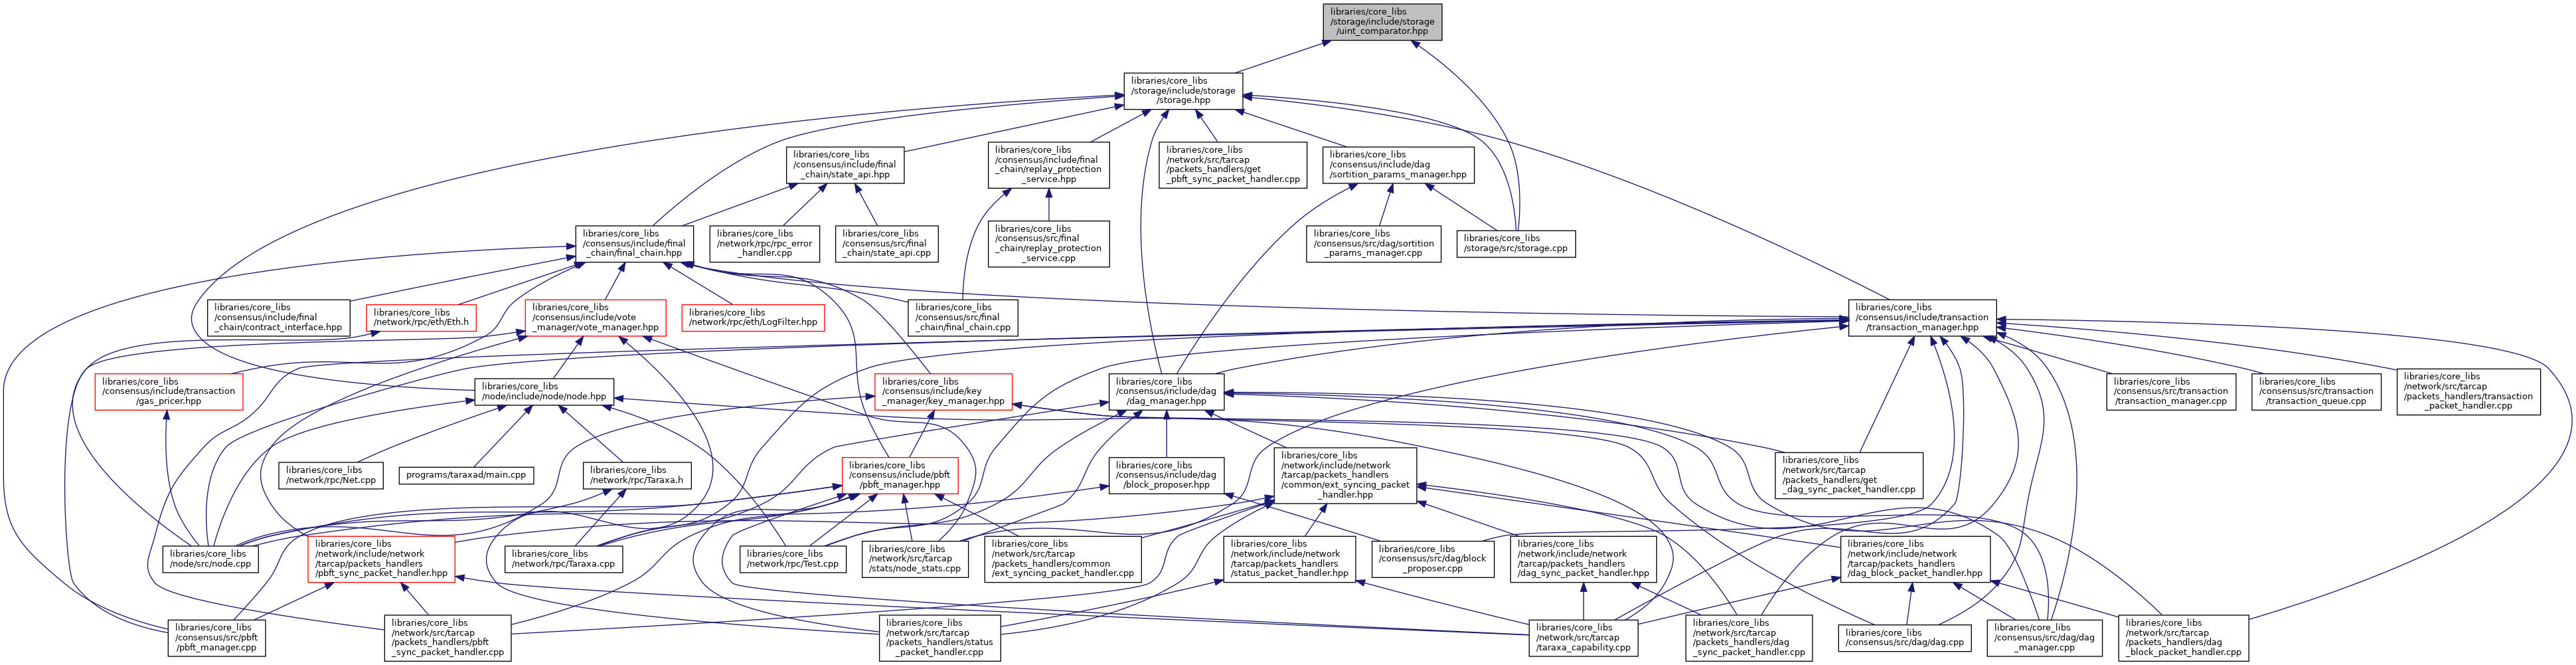 libraries/core_libs
/storage/include/storage
/uint_comparator.hpp
libraries/core_libs
/storage/include/storage
/storage.hpp
libraries/core_libs
/consensus/include/final
_chain/state_api.hpp
libraries/core_libs
/consensus/include/final
_chain/replay_protection
_service.hpp
libraries/core_libs
/network/src/tarcap
/packets_handlers/get
_pbft_sync_packet_handler.cpp
libraries/core_libs
/consensus/include/dag
/sortition_params_manager.hpp
libraries/core_libs
/consensus/include/final
_chain/final_chain.hpp
libraries/core_libs
/network/rpc/rpc_error
_handler.cpp
libraries/core_libs
/consensus/src/final
_chain/state_api.cpp
libraries/core_libs
/consensus/src/final
_chain/replay_protection
_service.cpp
libraries/core_libs
/consensus/src/dag/sortition
_params_manager.cpp
libraries/core_libs
/storage/src/storage.cpp
libraries/core_libs
/consensus/include/final
_chain/contract_interface.hpp
libraries/core_libs
/network/rpc/eth/Eth.h
libraries/core_libs
/consensus/include/vote
_manager/vote_manager.hpp
libraries/core_libs
/network/rpc/eth/LogFilter.hpp
libraries/core_libs
/consensus/src/final
_chain/final_chain.cpp
libraries/core_libs
/consensus/include/transaction
/transaction_manager.hpp
libraries/core_libs
/consensus/include/transaction
/gas_pricer.hpp
libraries/core_libs
/node/include/node/node.hpp
libraries/core_libs
/consensus/include/key
_manager/key_manager.hpp
libraries/core_libs
/consensus/include/dag
/dag_manager.hpp
libraries/core_libs
/consensus/src/transaction
/transaction_manager.cpp
libraries/core_libs
/consensus/src/transaction
/transaction_queue.cpp
libraries/core_libs
/network/src/tarcap
/packets_handlers/transaction
_packet_handler.cpp
libraries/core_libs
/network/rpc/Net.cpp
programs/taraxad/main.cpp
libraries/core_libs
/network/rpc/Taraxa.h
libraries/core_libs
/consensus/include/pbft
/pbft_manager.hpp
libraries/core_libs
/consensus/include/dag
/block_proposer.hpp
libraries/core_libs
/network/include/network
/tarcap/packets_handlers
/common/ext_syncing_packet
_handler.hpp
libraries/core_libs
/network/src/tarcap
/packets_handlers/get
_dag_sync_packet_handler.cpp
libraries/core_libs
/node/src/node.cpp
libraries/core_libs
/network/include/network
/tarcap/packets_handlers
/pbft_sync_packet_handler.hpp
libraries/core_libs
/network/rpc/Taraxa.cpp
libraries/core_libs
/network/rpc/Test.cpp
libraries/core_libs
/network/src/tarcap
/stats/node_stats.cpp
libraries/core_libs
/network/src/tarcap
/packets_handlers/common
/ext_syncing_packet_handler.cpp
libraries/core_libs
/network/include/network
/tarcap/packets_handlers
/status_packet_handler.hpp
libraries/core_libs
/consensus/src/dag/block
_proposer.cpp
libraries/core_libs
/network/include/network
/tarcap/packets_handlers
/dag_sync_packet_handler.hpp
libraries/core_libs
/network/include/network
/tarcap/packets_handlers
/dag_block_packet_handler.hpp
libraries/core_libs
/consensus/src/pbft
/pbft_manager.cpp
libraries/core_libs
/network/src/tarcap
/packets_handlers/pbft
_sync_packet_handler.cpp
libraries/core_libs
/network/src/tarcap
/packets_handlers/status
_packet_handler.cpp
libraries/core_libs
/network/src/tarcap
/taraxa_capability.cpp
libraries/core_libs
/network/src/tarcap
/packets_handlers/dag
_sync_packet_handler.cpp
libraries/core_libs
/consensus/src/dag/dag.cpp
libraries/core_libs
/consensus/src/dag/dag
_manager.cpp
libraries/core_libs
/network/src/tarcap
/packets_handlers/dag
_block_packet_handler.cpp